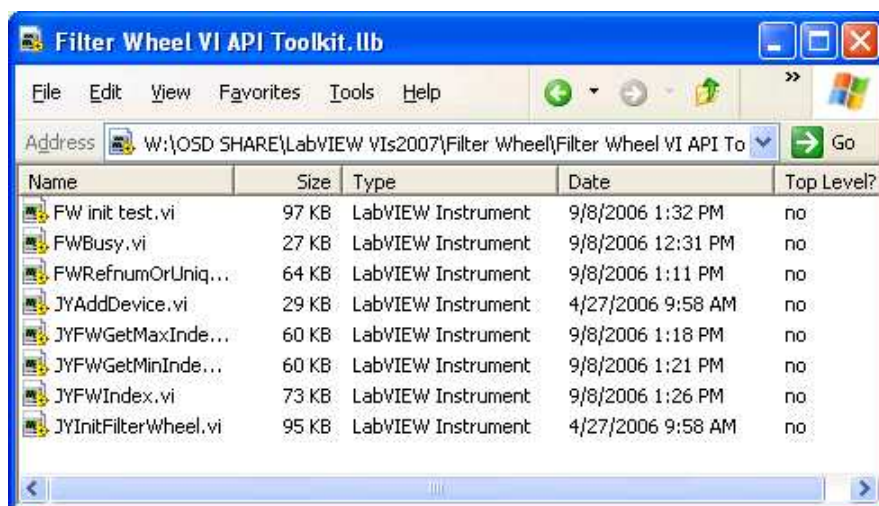 Filter Wheel VI API Toolkit.llb
File Edit View Favorites Tools Help »
Address W:\OSD SHARE\LabVIEW VIs2007\Filter Wheel\Filter Wheel VI API To Go
Name Size Type Date Top Level?
FW init test.vi 97 KB LabVIEW Instrument 9/8/2006 1:32 PM no
FWBusy.vi 27 KB LabVIEW Instrument 9/8/2006 12:31 PM no
FWRefnumOrUniq... 64 KB LabVIEW Instrument 9/8/2006 1:11 PM no
JYAddDevice.vi 29 KB LabVIEW Instrument 4/27/2006 9:58 AM no
JYFWGetMaxInde... 60 KB LabVIEW Instrument 9/8/2006 1:18 PM no
JYFWGetMinInde... 60 KB LabVIEW Instrument 9/8/2006 1:21 PM no
JYFWIndex.vi 73 KB LabVIEW Instrument 9/8/2006 1:26 PM no
JYInitFilterWheel.vi 95 KB LabVIEW Instrument 4/27/2006 9:58 AM no